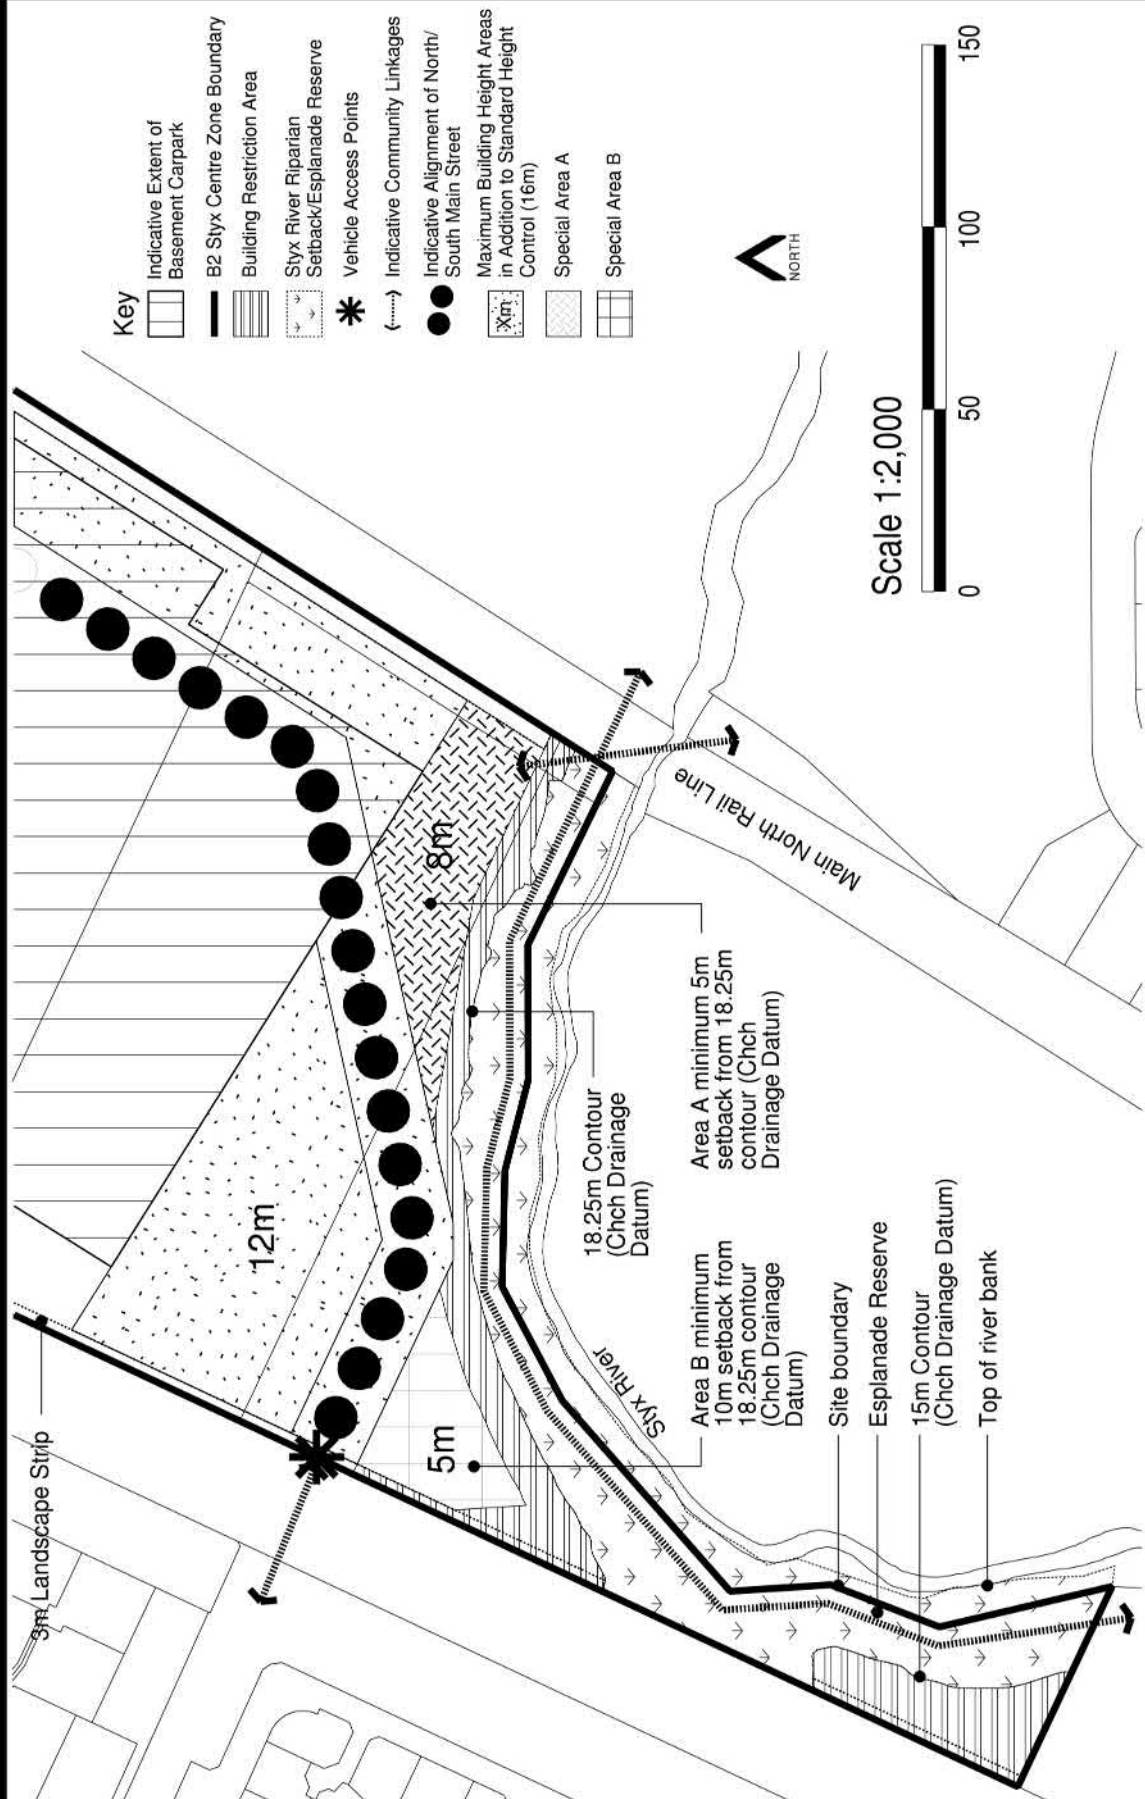 Key
Indicative Extent of
Basement Carpark
B2 Styx Centre Zone Boundary
Building Restriction Area
Styx River Riparian
Setback/Esplanade Reserve
Vehicle Access Points
Indicative Community Linkages
Indicative Alignment of North/
South Main Street
Xm
Maximum Building Height Areas
in Addition to Standard Height
Control (16m)
Special Area A
Special Area B
NORTH
Scale 1:2,000
0
50
100
150
3m Landscape Strip
12m
8m
5m
Main North Rail Line
Styx River
18.25m Contour
(Chch Drainage
Datum)
Area A minimum 5m
setback from 18.25m
contour (Chch
Drainage Datum)
Area B minimum
10m setback from
18.25m contour
(Chch Drainage
Datum)
Site boundary
Esplanade Reserve
15m Contour
(Chch Drainage Datum)
Top of river bank